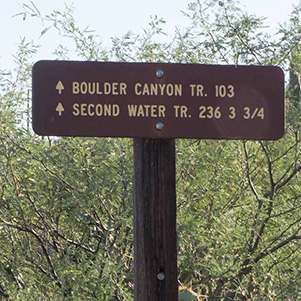 BOULDER CANYON TR. 103
SECOND WATER TR. 236 3 3/4